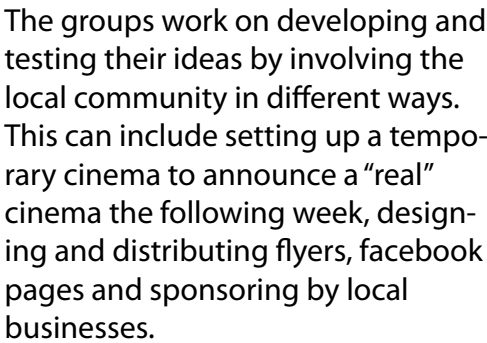 The groups work on developing and
testing their ideas by involving the
local community in different ways.
This can include setting up a tempo-
rary cinema to announce a “real”
cinema the following week, design-
ing and distributing flyers, facebook
pages and sponsoring by local
businesses.